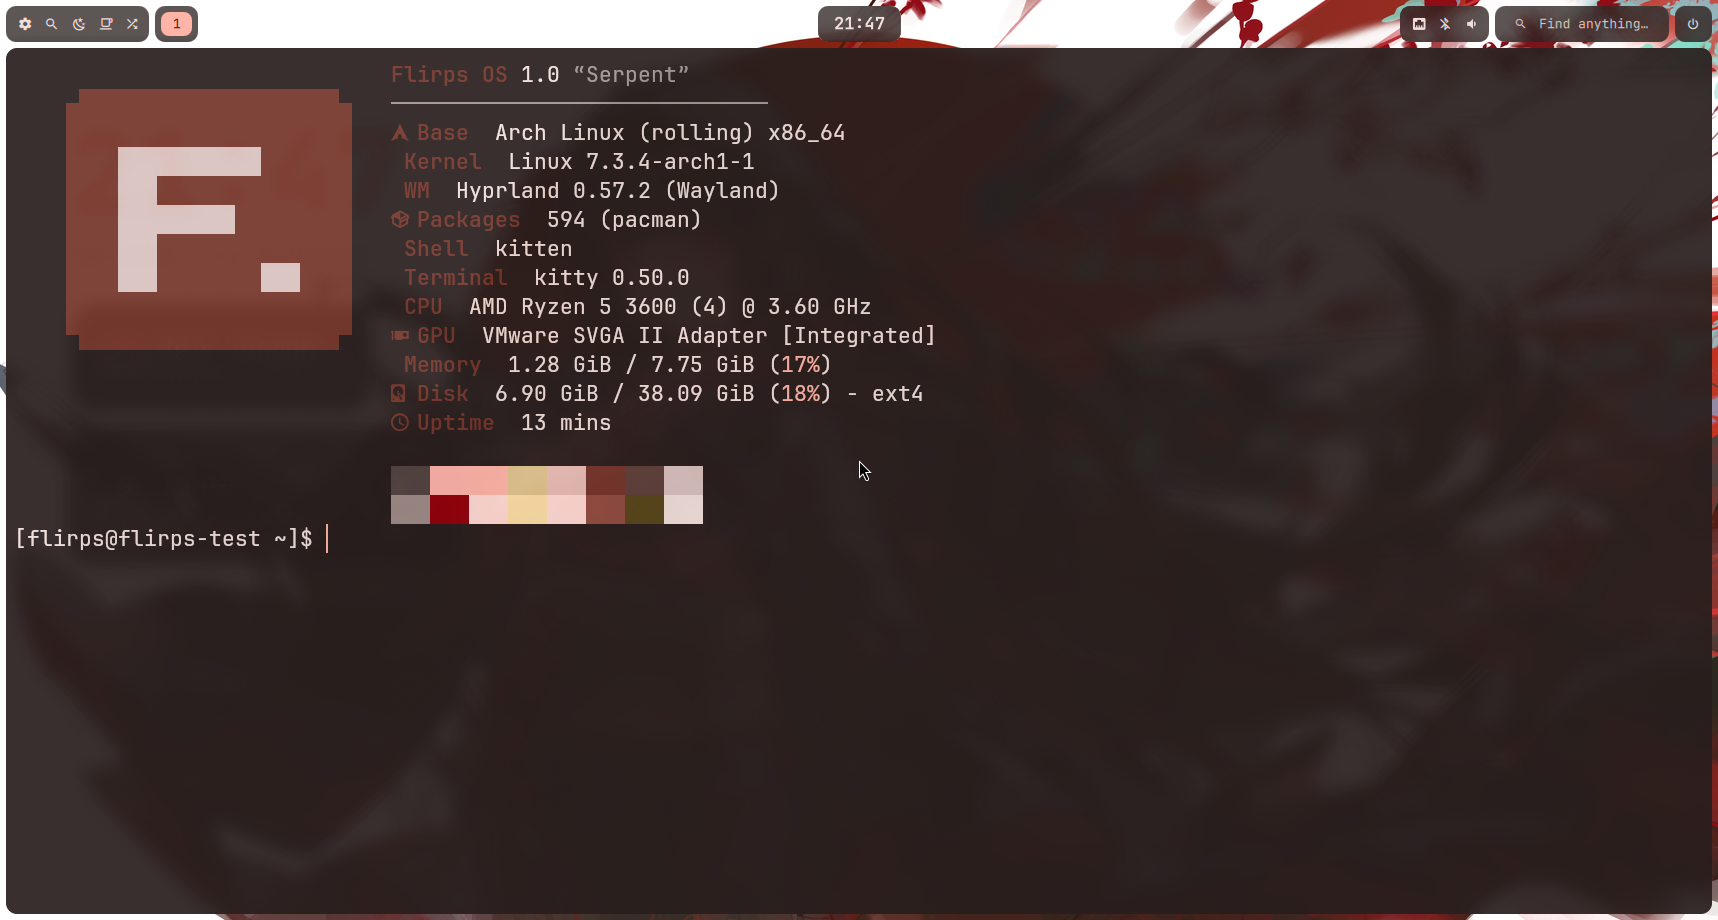 1
21:47
Find anything…
Flirps OS 1.0 “Serpent”
F.
Base Arch Linux (rolling) x86_64
Kernel Linux 7.3.4-arch1-1
WM Hyprland 0.57.2 (Wayland)
Packages 594 (pacman)
Shell kitten
Terminal kitty 0.50.0
CPU AMD Ryzen 5 3600 (4) @ 3.60 GHz
GPU VMware SVGA II Adapter [Integrated]
Memory 1.28 GiB / 7.75 GiB (17%)
Disk 6.90 GiB / 38.09 GiB (18%) - ext4
Uptime 13 mins
[flirps@flirps-test ~]$